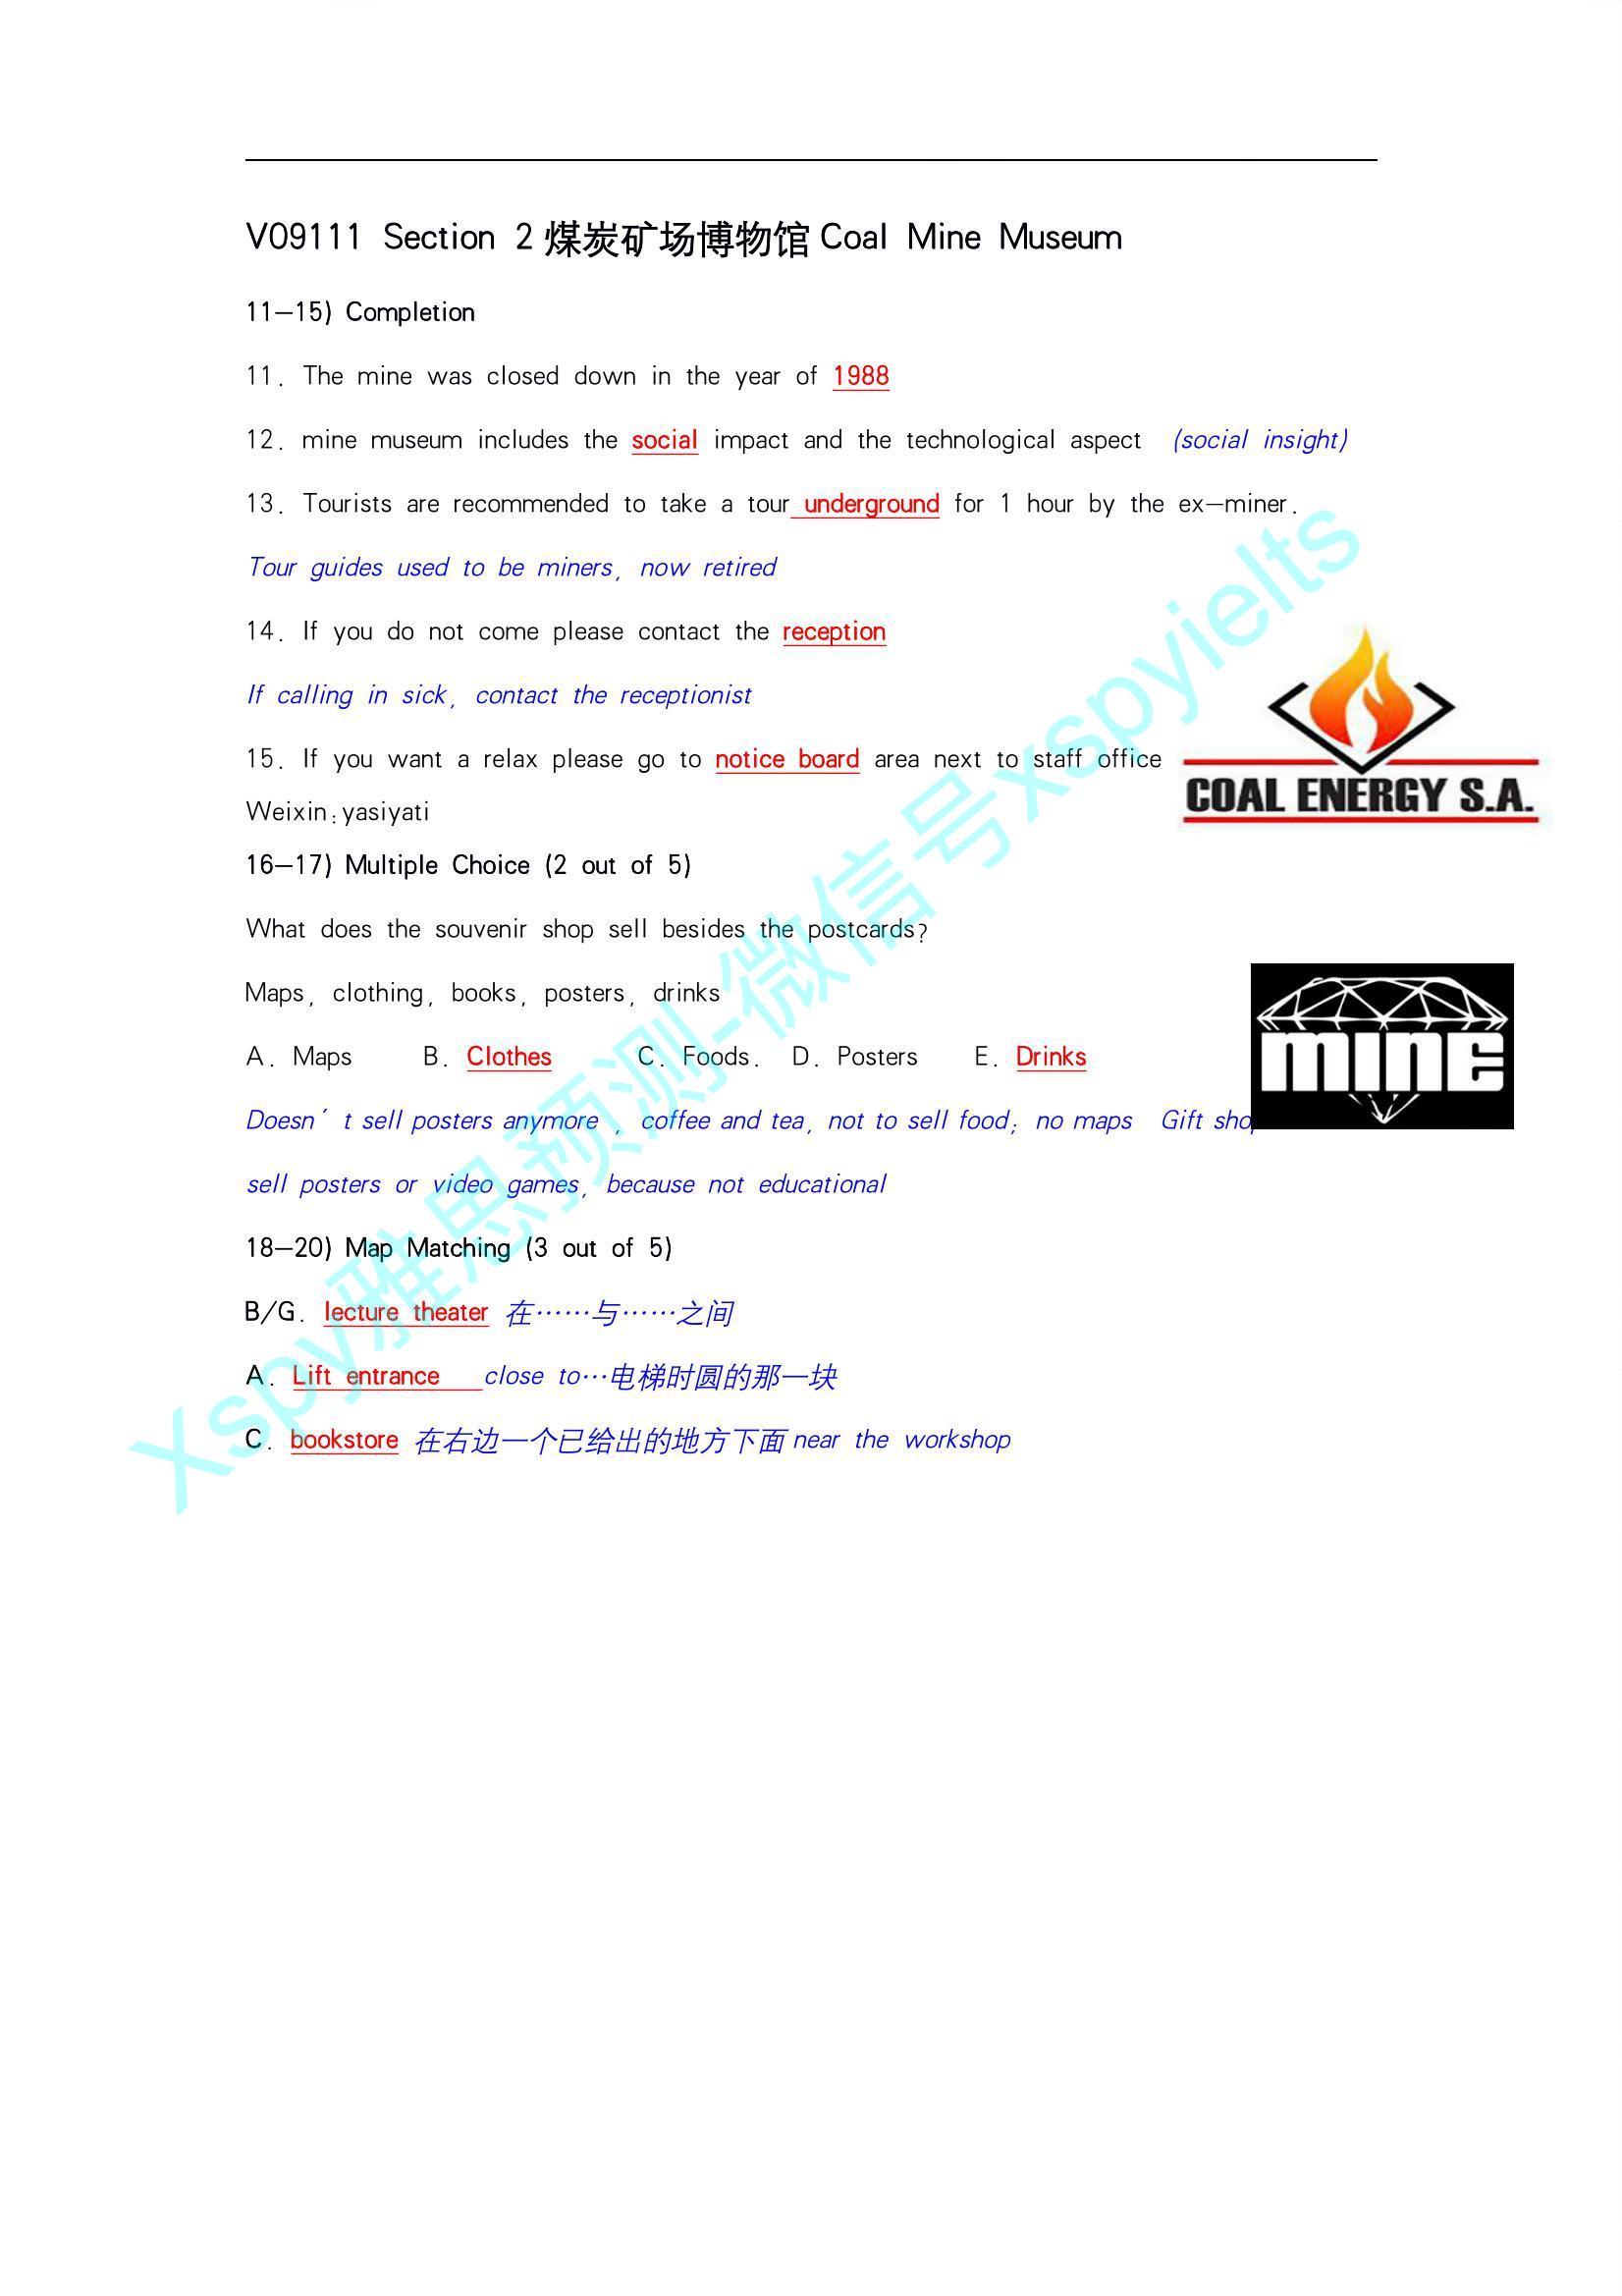 V09111 Section 2 煤炭矿场博物馆 Coal Mine Museum
11-15) Completion
11. The mine was closed down in the year of 1988
12. mine museum includes the social impact and the technological aspect (social insight)
13. Tourists are recommended to take a tour underground for 1 hour by the ex-miner.
Tour guides used to be miners, now retired
14. If you do not come please contact the reception
If calling in sick, contact the receptionist
15. If you want a relax please go to notice board area next to staff office
COAL ENERGY S.A.
Weixin:yasiyati
16-17) Multiple Choice (2 out of 5)
What does the souvenir shop sell besides the postcards?
Maps, clothing, books, posters, drinks
A. Maps B. Clothes C. Foods. D. Posters E. Drinks
mine
Doesn´t sell posters anymore , coffee and tea, not to sell food; no maps Gift
sell posters or video games, because not educational
18-20) Map Matching (3 out of 5)
B/G. lecture theater 在……与……之间
A. Lift entrance close to…电梯时圆的那一块
C. bookstore 在右边一个已给出的地方下面 near the workshop
Xspy雅思预测-微信号xspyielts